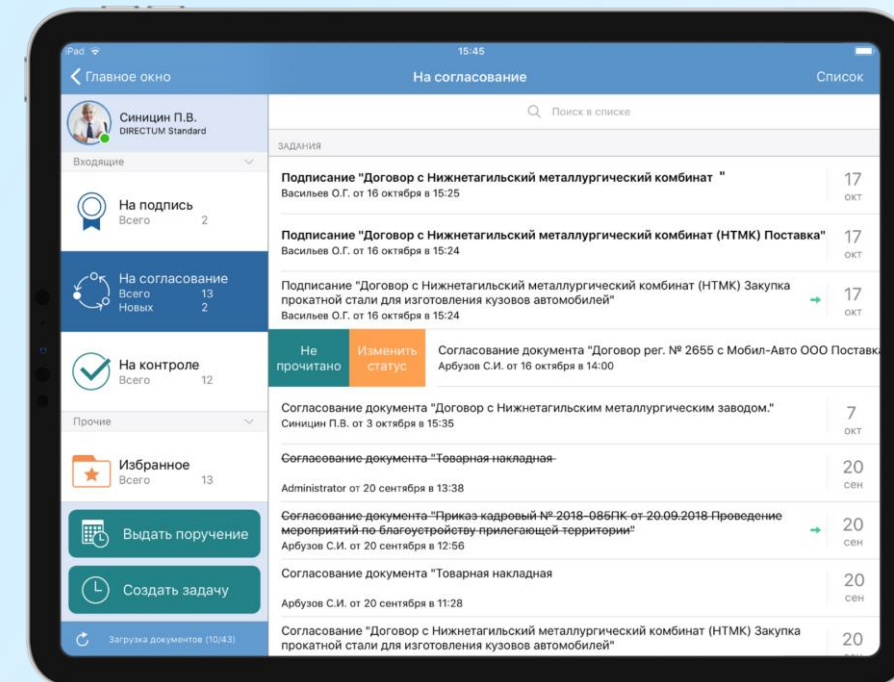 iPad
15:45
Главное окно
На согласование
Список
Синицин П.В.
DIRECTUM Standard
Входящие
На подпись
Всего 2
На согласование
Всего 13
Новых 2
На контроле
Всего 12
Прочие
Избранное
Всего 13
Выдать поручение
Создать задачу
Загрузка документов (10/43)
Поиск в списке
ЗАДАНИЯ
Подписание "Договор с Нижнетагильский металлургический комбинат "
Васильев О.Г. от 16 октября в 15:25
17
окт
Подписание "Договор с Нижнетагильский металлургический комбинат (НТМК) Поставка"
Васильев О.Г. от 16 октября в 15:24
17
окт
Подписание "Договор с Нижнетагильский металлургический комбинат (НТМК) Закупка
прокатной стали для изготовления кузовов автомобилей"
Васильев О.Г. от 16 октября в 15:24
17
окт
Не
прочитано
Изменить
статус
Согласование документа "Договор рег. № 2655 с Мобил-Авто ООО Поставка
Арбузов С.И. от 16 октября в 14:00
Согласование документа "Договор с Нижнетагильским металлургическим заводом."
Синицин П.В. от 3 октября в 15:35
7
окт
Согласование документа "Товарная накладная
Administrator от 20 сентября в 13:38
20
сен
Согласование документа "Приказ кадровый № 2018-085ПК от 20.09.2018 Проведение
мероприятий по благоустройству прилегающей территории"
Арбузов С.И. от 20 сентября в 12:56
20
сен
Согласование документа "Товарная накладная
Арбузов С.И. от 20 сентября в 11:28
20
сен
Согласование "Договор с Нижнетагильский металлургический комбинат (НТМК) Закупка
прокатной стали для изготовления кузовов автомобилей"
20